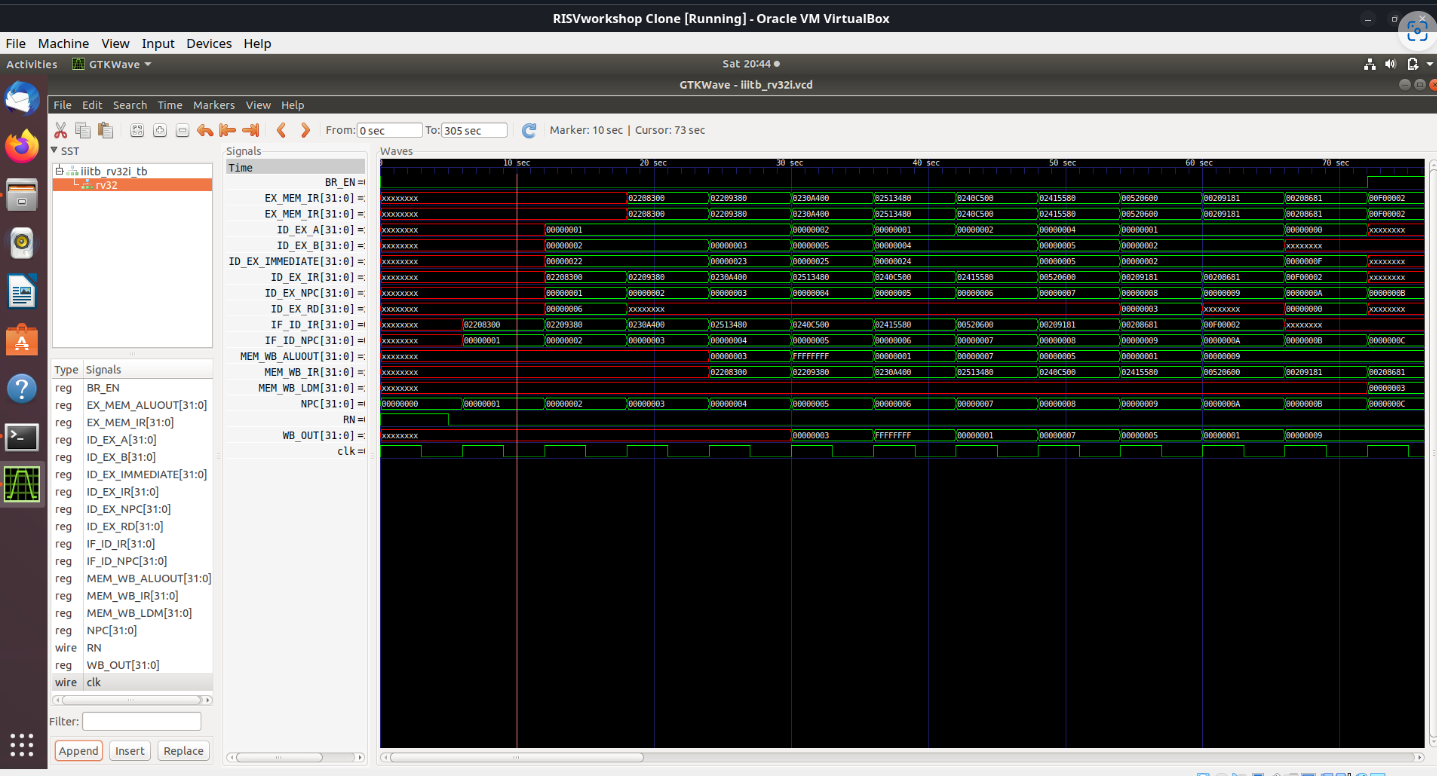 RISVworkshop Clone [Running] - Oracle VM VirtualBox
File Machine View Input Devices Help
Activities GTKWave Sat 20:44
GTKWave - iiitb_rv32i.vcd
File Edit Search Time Markers View Help
From: 0 sec To: 305 sec Marker: 10 sec | Cursor: 73 sec
SST
iiitb_rv32i_tb
rv32
Type Signals
reg BR_EN
reg EX_MEM_ALUOUT[31:0]
reg EX_MEM_IR[31:0]
reg ID_EX_A[31:0]
reg ID_EX_B[31:0]
reg ID_EX_IMMEDIATE[31:0]
reg ID_EX_IR[31:0]
reg ID_EX_NPC[31:0]
reg ID_EX_RD[31:0]
reg IF_ID_IR[31:0]
reg IF_ID_NPC[31:0]
reg MEM_WB_ALUOUT[31:0]
reg MEM_WB_IR[31:0]
reg MEM_WB_LDM[31:0]
reg NPC[31:0]
wire RN
reg WB_OUT[31:0]
wire clk
Filter:
Append Insert Replace
Signals Waves
Time 0 10 sec 20 sec 30 sec 40 sec 50 sec 60 sec 70 sec
BR_EN =
EX_MEM_IR[31:0] = xxxxxxxx 02208300 02209380 0230A400 02513480 0240C500 02415580 00520600 00209181 00208681 00F00002
EX_MEM_IR[31:0] = xxxxxxxx 02208300 02209380 0230A400 02513480 0240C500 02415580 00520600 00209181 00208681 00F00002
ID_EX_A[31:0] = xxxxxxxx 00000001 00000002 00000001 00000002 00000004 00000001 00000000 xxxxxxxx
ID_EX_B[31:0] = xxxxxxxx 00000002 00000003 00000005 00000004 00000005 00000002 xxxxxxxx
ID_EX_IMMEDIATE[31:0] = xxxxxxxx 00000022 00000023 00000025 00000024 00000005 00000002 0000000F xxxxxxxx
ID_EX_IR[31:0] = xxxxxxxx 02208300 02209380 0230A400 02513480 0240C500 02415580 00520600 00209181 00208681 00F00002 xxxxxxxx
ID_EX_NPC[31:0] = xxxxxxxx 00000001 00000002 00000003 00000004 00000005 00000006 00000007 00000008 00000009 0000000A 0000000B
ID_EX_RD[31:0] = xxxxxxxx 00000006 xxxxxxxx 00000003 xxxxxxxx 00000000 xxxxxxxx
IF_ID_IR[31:0] = xxxxxxxx 02208300 02209380 0230A400 02513480 0240C500 02415580 00520600 00209181 00208681 00F00002 xxxxxxxx
IF_ID_NPC[31:0] = xxxxxxxx 00000001 00000002 00000003 00000004 00000005 00000006 00000007 00000008 00000009 0000000A 0000000B 0000000C
MEM_WB_ALUOUT[31:0] = xxxxxxxx 00000003 FFFFFFFF 00000001 00000007 00000005 00000001 00000009
MEM_WB_IR[31:0] = xxxxxxxx 02208300 02209380 0230A400 02513480 0240C500 02415580 00520600 00209181 00208681
MEM_WB_LDM[31:0] = xxxxxxxx 00000003
NPC[31:0] = 00000000 00000001 00000002 00000003 00000004 00000005 00000006 00000007 00000008 00000009 0000000A 0000000B 0000000C
RN =
WB_OUT[31:0] = xxxxxxxx 00000003 FFFFFFFF 00000001 00000007 00000005 00000001 00000009
clk =